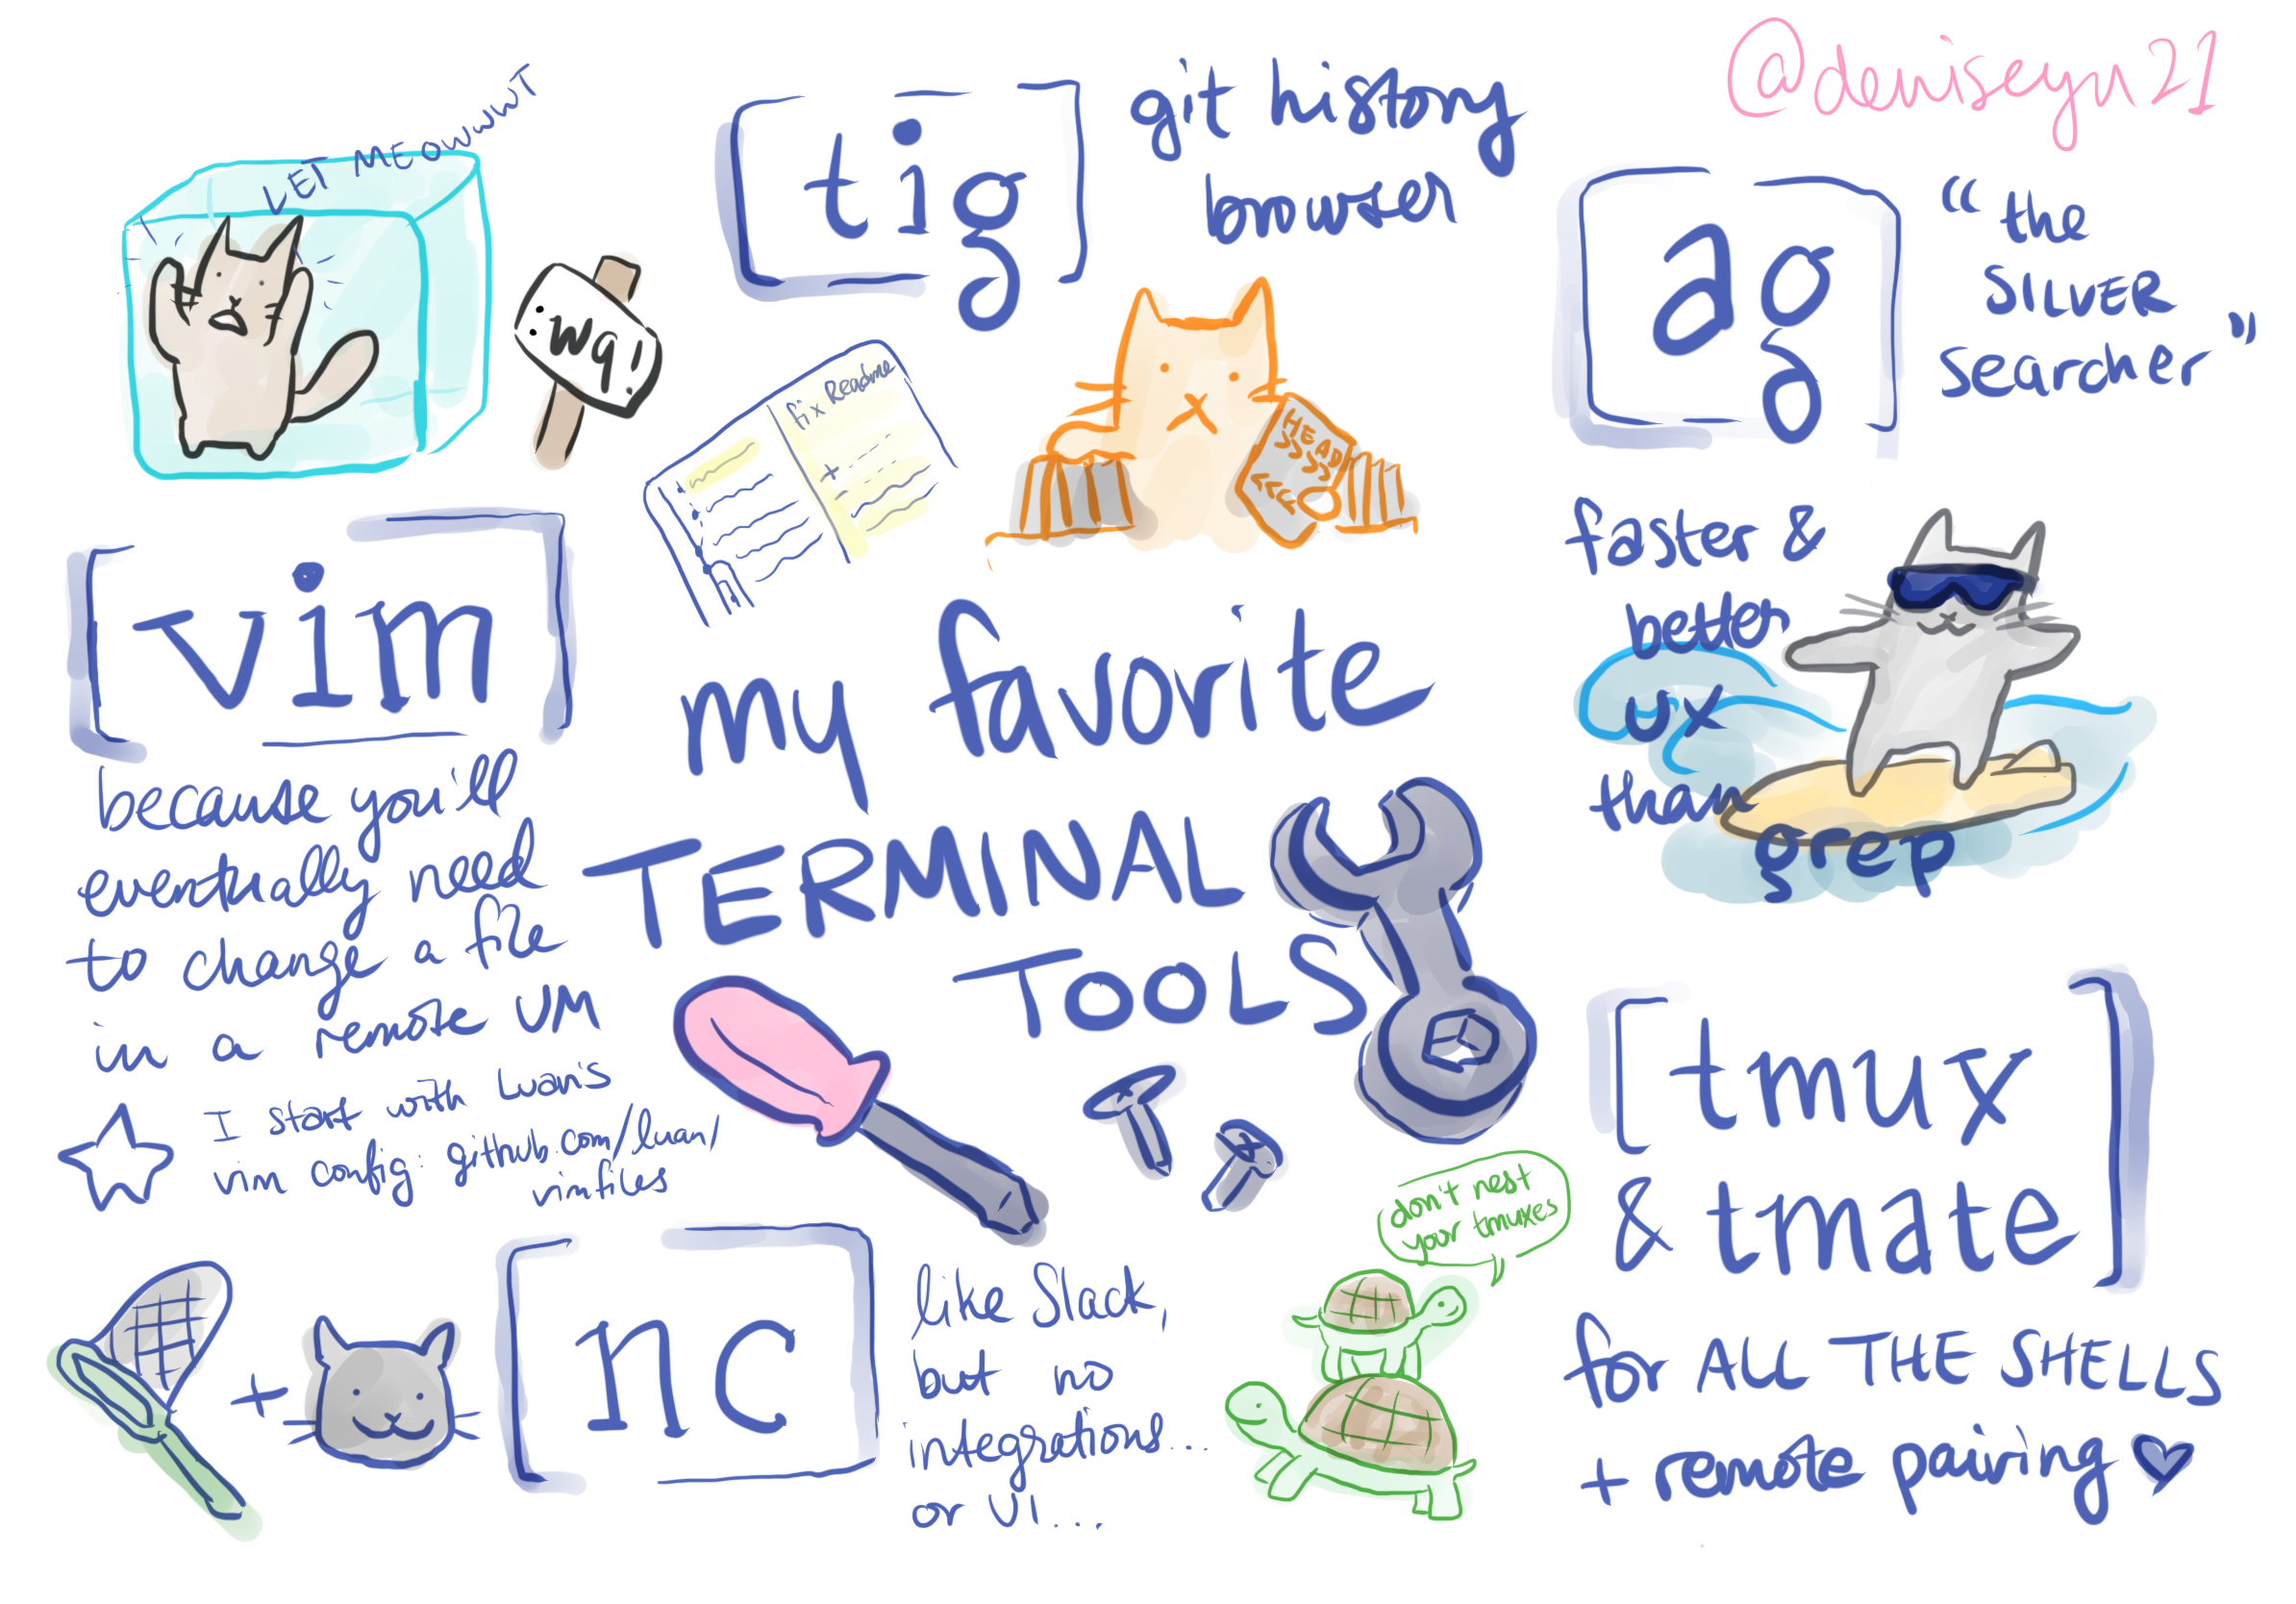 @deniseyu21
LET MEOWWWT
:wq!
[vim]
because you'll
eventually need
to change a file
in a remote VM
I start with Luan's
vim config: github.com/luan/
vimfiles
[tig]
git history
browser
fix Readme
HEAD
>> >>
<<<
my favorite
TERMINAL
TOOLS
[ag]
"the
SILVER
searcher"
faster &
better
UX
than
grep
+
[nc]
like Slack,
but no
integrations...
or UI...
don't nest
your tmuxes
[tmux
& tmate]
for ALL THE SHELLS
+ remote pairing